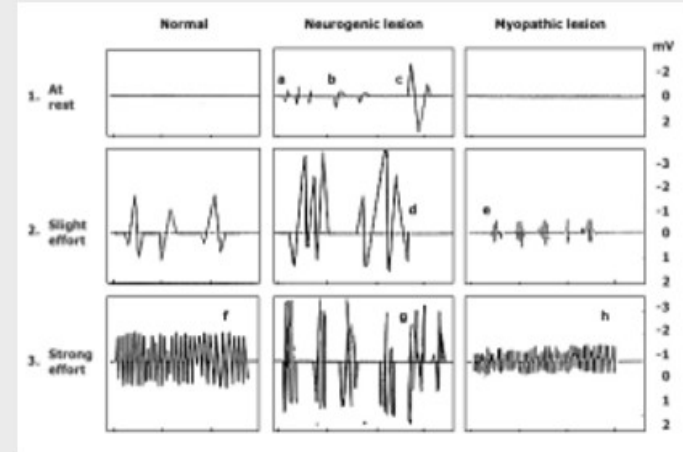 Normal Neurogenic lesion Myopathic lesion
mV
1. At rest
a b c
-2
0
2
2. Slight effort
d
e
-3
-2
-1
0
1
2
3. Strong effort
f
g
h
-3
-2
-1
0
1
2